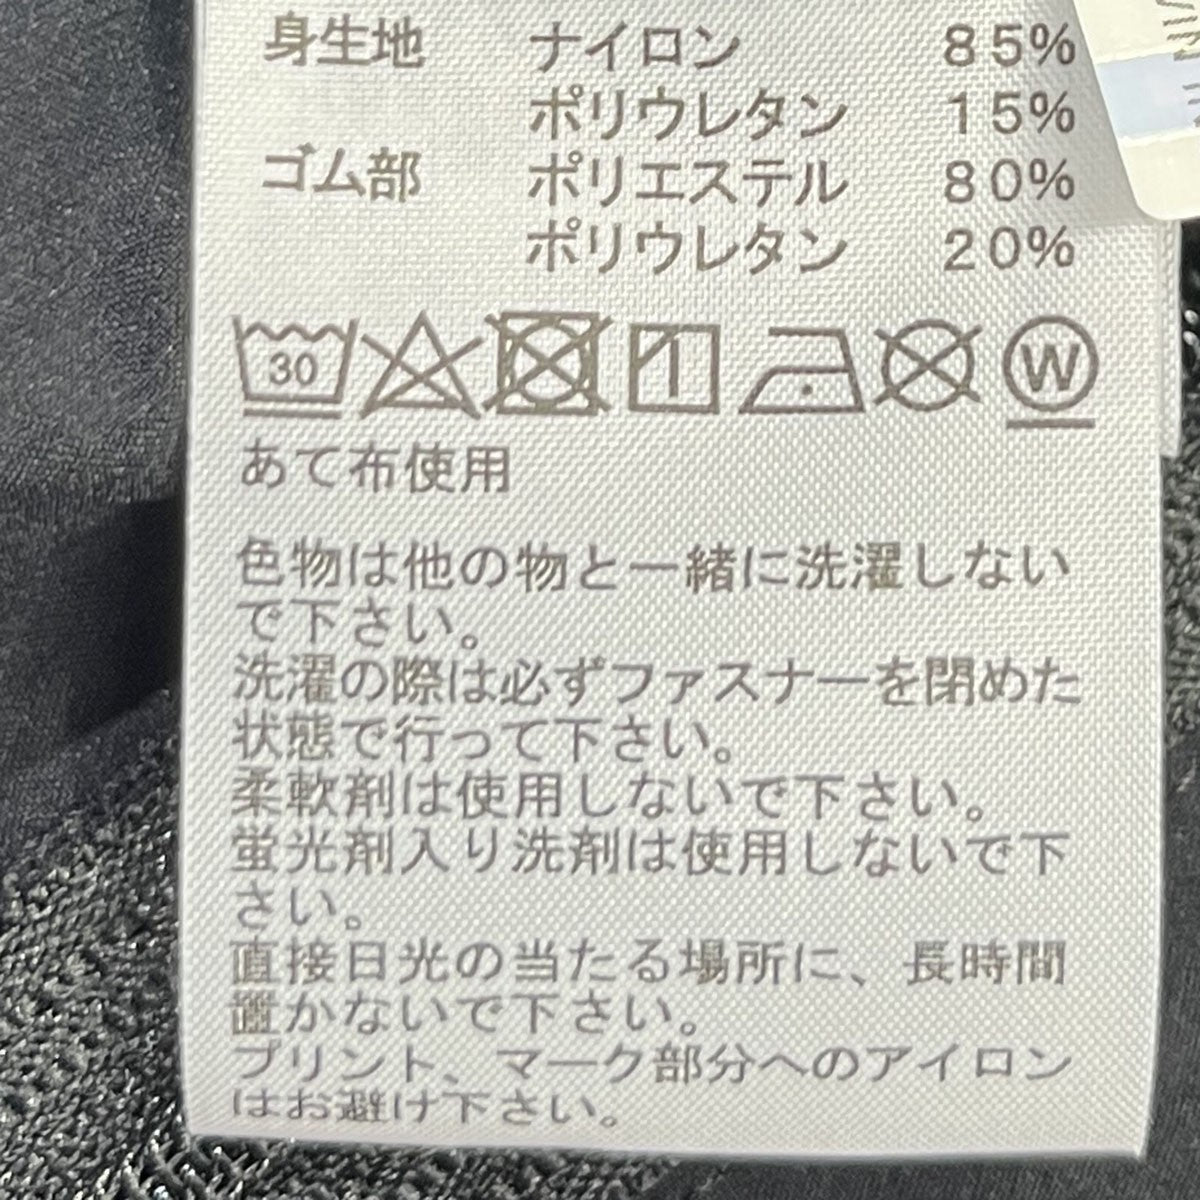 身生地 ナイロン 85%
ポリウレタン 15%
ゴム部 ポリエステル 80%
ポリウレタン 20%
30 W
あて布使用
色物は他の物と一緒に洗濯しない
で下さい。
洗濯の際は必ずファスナーを閉めた
状態で行って下さい。
柔軟剤は使用しないで下さい。
蛍光剤入り洗剤は使用しないで下
さい。
直接日光の当たる場所に、長時間
置かないで下さい。
プリント、マーク部分へのアイロン
はお避け下さい。